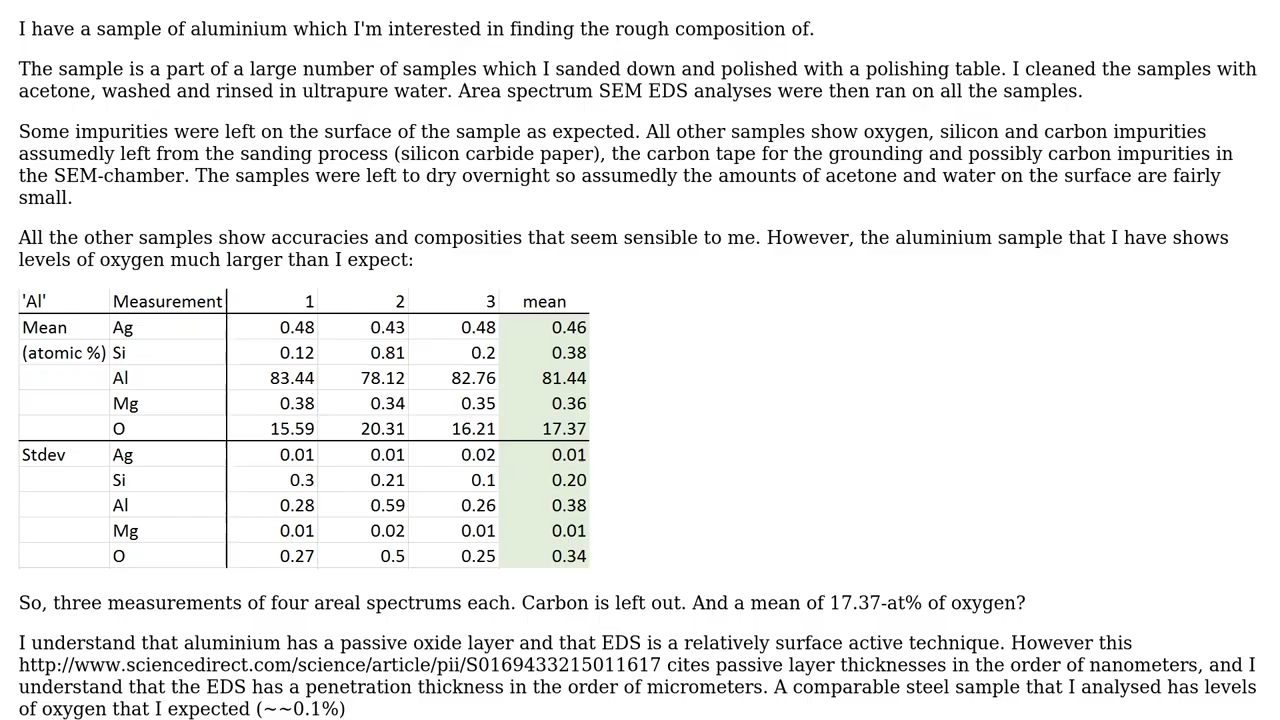 I have a sample of aluminium which I'm interested in finding the rough composition of.
The sample is a part of a large number of samples which I sanded down and polished with a polishing table. I cleaned the samples with
acetone, washed and rinsed in ultrapure water. Area spectrum SEM EDS analyses were then ran on all the samples.
Some impurities were left on the surface of the sample as expected. All other samples show oxygen, silicon and carbon impurities
assumedly left from the sanding process (silicon carbide paper), the carbon tape for the grounding and possibly carbon impurities in
the SEM-chamber. The samples were left to dry overnight so assumedly the amounts of acetone and water on the surface are fairly
small.
All the other samples show accuracies and composities that seem sensible to me. However, the aluminium sample that I have shows
levels of oxygen much larger than I expect:
'Al' Measurement 1 2 3 mean
Mean Ag 0.48 0.43 0.48 0.46
(atomic %) Si 0.12 0.81 0.2 0.38
Al 83.44 78.12 82.76 81.44
Mg 0.38 0.34 0.35 0.36
O 15.59 20.31 16.21 17.37
Stdev Ag 0.01 0.01 0.02 0.01
Si 0.3 0.21 0.1 0.20
Al 0.28 0.59 0.26 0.38
Mg 0.01 0.02 0.01 0.01
O 0.27 0.5 0.25 0.34
So, three measurements of four areal spectrums each. Carbon is left out. And a mean of 17.37-at% of oxygen?
I understand that aluminium has a passive oxide layer and that EDS is a relatively surface active technique. However this
http://www.sciencedirect.com/science/article/pii/S0169433215011617 cites passive layer thicknesses in the order of nanometers, and I
understand that the EDS has a penetration thickness in the order of micrometers. A comparable steel sample that I analysed has levels
of oxygen that I expected (~~0.1%)